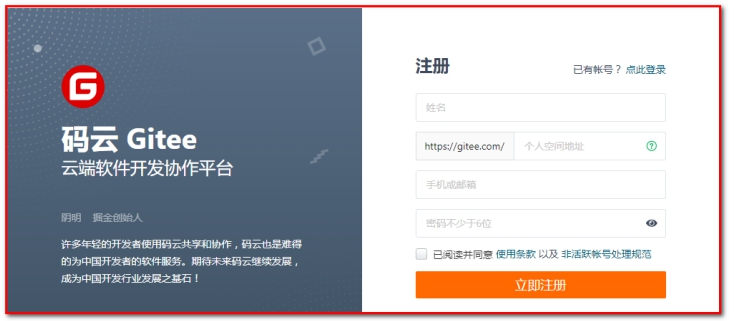 G
码云 Gitee
云端软件开发协作平台
阴明 掘金创始人
许多年轻的开发者使用码云共享和协作，码云也是难得
的为中国开发者的软件服务。期待未来码云继续发展，
成为中国开发行业发展之基石！
注册
已有帐号？ 点此登录
姓名
https://gitee.com/ 个人空间地址
手机或邮箱
密码不少于6位
已阅读并同意 使用条款 以及 非活跃帐号处理规范
立即注册